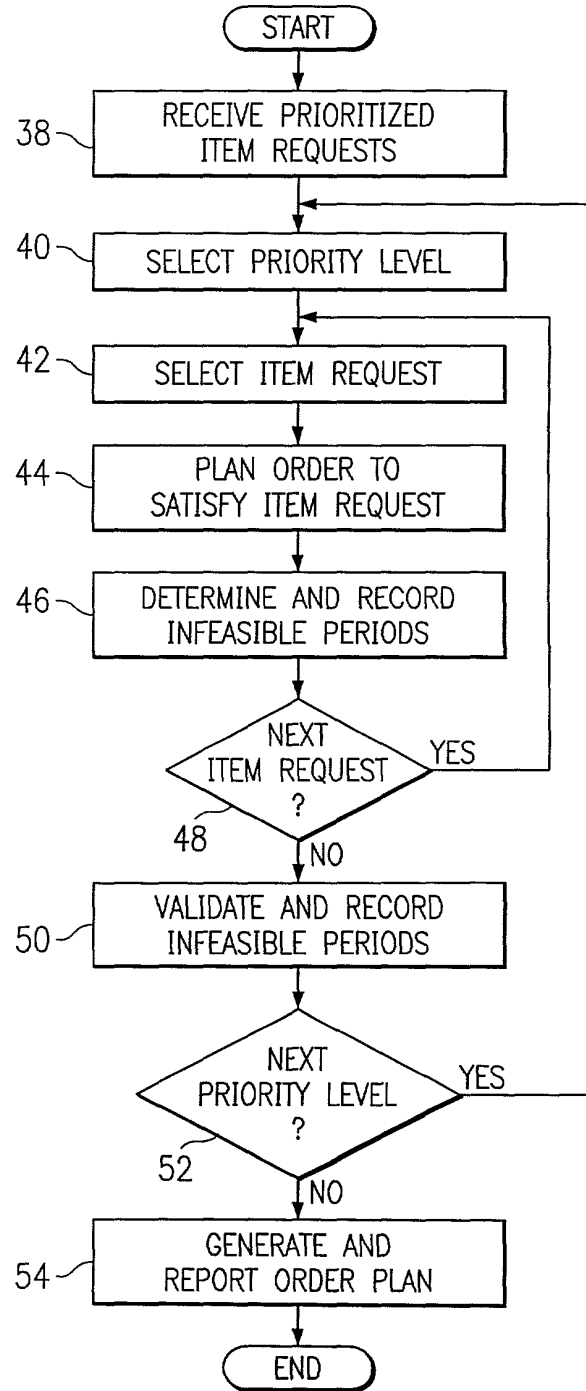 START
38
RECEIVE PRIORITIZED
ITEM REQUESTS
40
SELECT PRIORITY LEVEL
42
SELECT ITEM REQUEST
44
PLAN ORDER TO
SATISFY ITEM REQUEST
46
DETERMINE AND RECORD
INFEASIBLE PERIODS
NEXT
ITEM REQUEST
?
YES
48
NO
50
VALIDATE AND RECORD
INFEASIBLE PERIODS
NEXT
PRIORITY LEVEL
?
YES
52
NO
54
GENERATE AND
REPORT ORDER PLAN
END